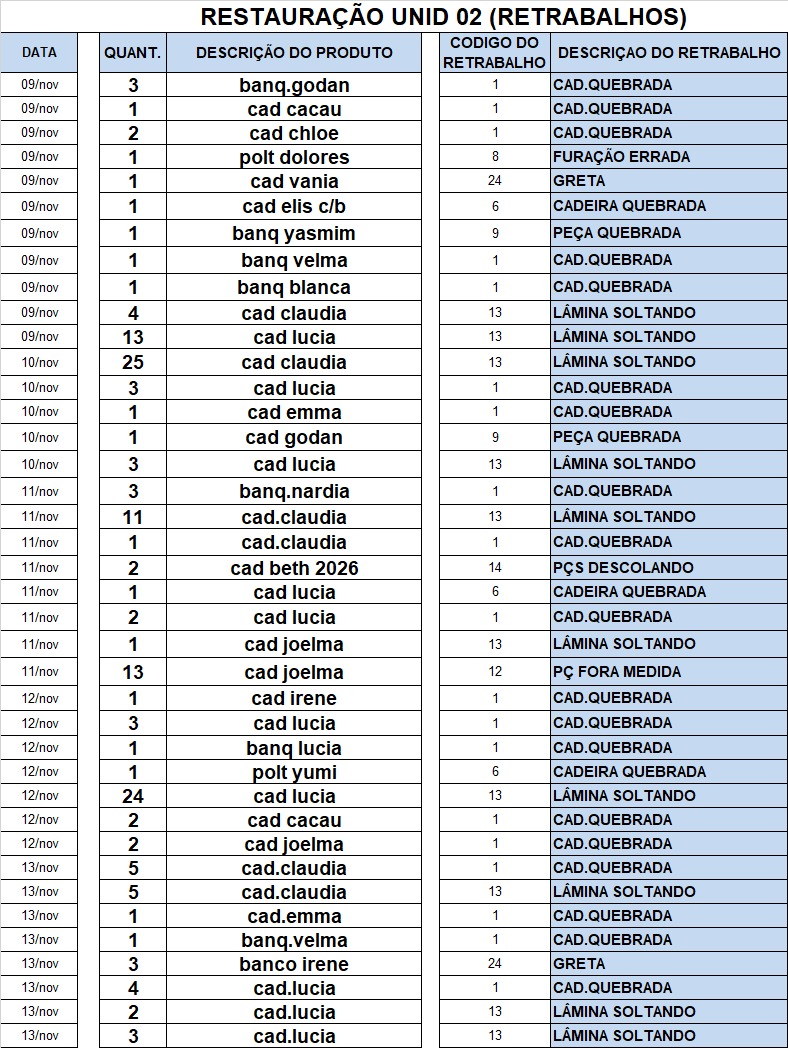 RESTAURAÇÃO UNID 02 (RETRABALHOS)
DATA QUANT. DESCRIÇÃO DO PRODUTO CODIGO DO RETRABALHO DESCRIÇAO DO RETRABALHO
09/nov 3 banq.godan 1 CAD.QUEBRADA
09/nov 1 cad cacau 1 CAD.QUEBRADA
09/nov 2 cad chloe 1 CAD.QUEBRADA
09/nov 1 polt dolores 8 FURAÇÃO ERRADA
09/nov 1 cad vania 24 GRETA
09/nov 1 cad elis c/b 6 CADEIRA QUEBRADA
09/nov 1 banq yasmim 9 PEÇA QUEBRADA
09/nov 1 banq velma 1 CAD.QUEBRADA
09/nov 1 banq blanca 1 CAD.QUEBRADA
09/nov 4 cad claudia 13 LÂMINA SOLTANDO
09/nov 13 cad lucia 13 LÂMINA SOLTANDO
10/nov 25 cad claudia 13 LÂMINA SOLTANDO
10/nov 3 cad lucia 1 CAD.QUEBRADA
10/nov 1 cad emma 1 CAD.QUEBRADA
10/nov 1 cad godan 9 PEÇA QUEBRADA
10/nov 3 cad lucia 13 LÂMINA SOLTANDO
11/nov 3 banq.nardia 1 CAD.QUEBRADA
11/nov 11 cad.claudia 13 LÂMINA SOLTANDO
11/nov 1 cad.claudia 1 CAD.QUEBRADA
11/nov 2 cad beth 2026 14 PÇS DESCOLANDO
11/nov 1 cad lucia 6 CADEIRA QUEBRADA
11/nov 2 cad lucia 1 CAD.QUEBRADA
11/nov 1 cad joelma 13 LÂMINA SOLTANDO
11/nov 13 cad joelma 12 PÇ FORA MEDIDA
12/nov 1 cad irene 1 CAD.QUEBRADA
12/nov 3 cad lucia 1 CAD.QUEBRADA
12/nov 1 banq lucia 1 CAD.QUEBRADA
12/nov 1 polt yumi 6 CADEIRA QUEBRADA
12/nov 24 cad lucia 13 LÂMINA SOLTANDO
12/nov 2 cad cacau 1 CAD.QUEBRADA
12/nov 2 cad joelma 1 CAD.QUEBRADA
13/nov 5 cad.claudia 1 CAD.QUEBRADA
13/nov 5 cad.claudia 13 LÂMINA SOLTANDO
13/nov 1 cad.emma 1 CAD.QUEBRADA
13/nov 1 banq.velma 1 CAD.QUEBRADA
13/nov 3 banco irene 24 GRETA
13/nov 4 cad.lucia 1 CAD.QUEBRADA
13/nov 2 cad.lucia 13 LÂMINA SOLTANDO
13/nov 3 cad.lucia 13 LÂMINA SOLTANDO